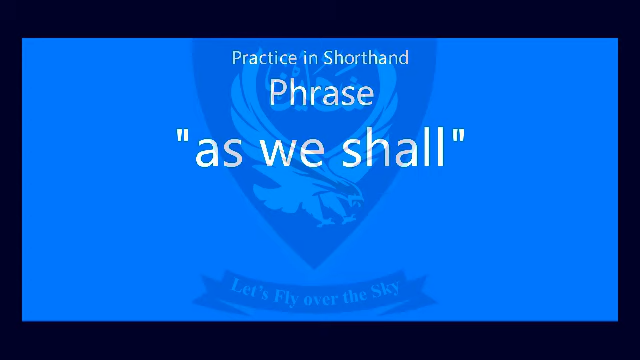 Practice in Shorthand
Phrase
"as we shall"
Let's Fly over the Sky